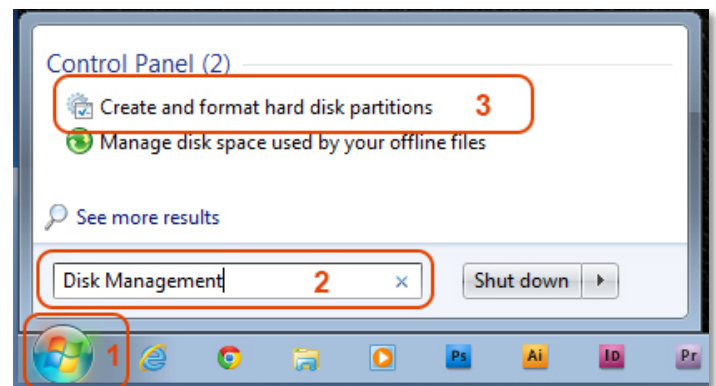 Control Panel (2)
Create and format hard disk partitions 3
Manage disk space used by your offline files
See more results
Disk Management 2 × Shut down
1 Ps Ai ID Pr